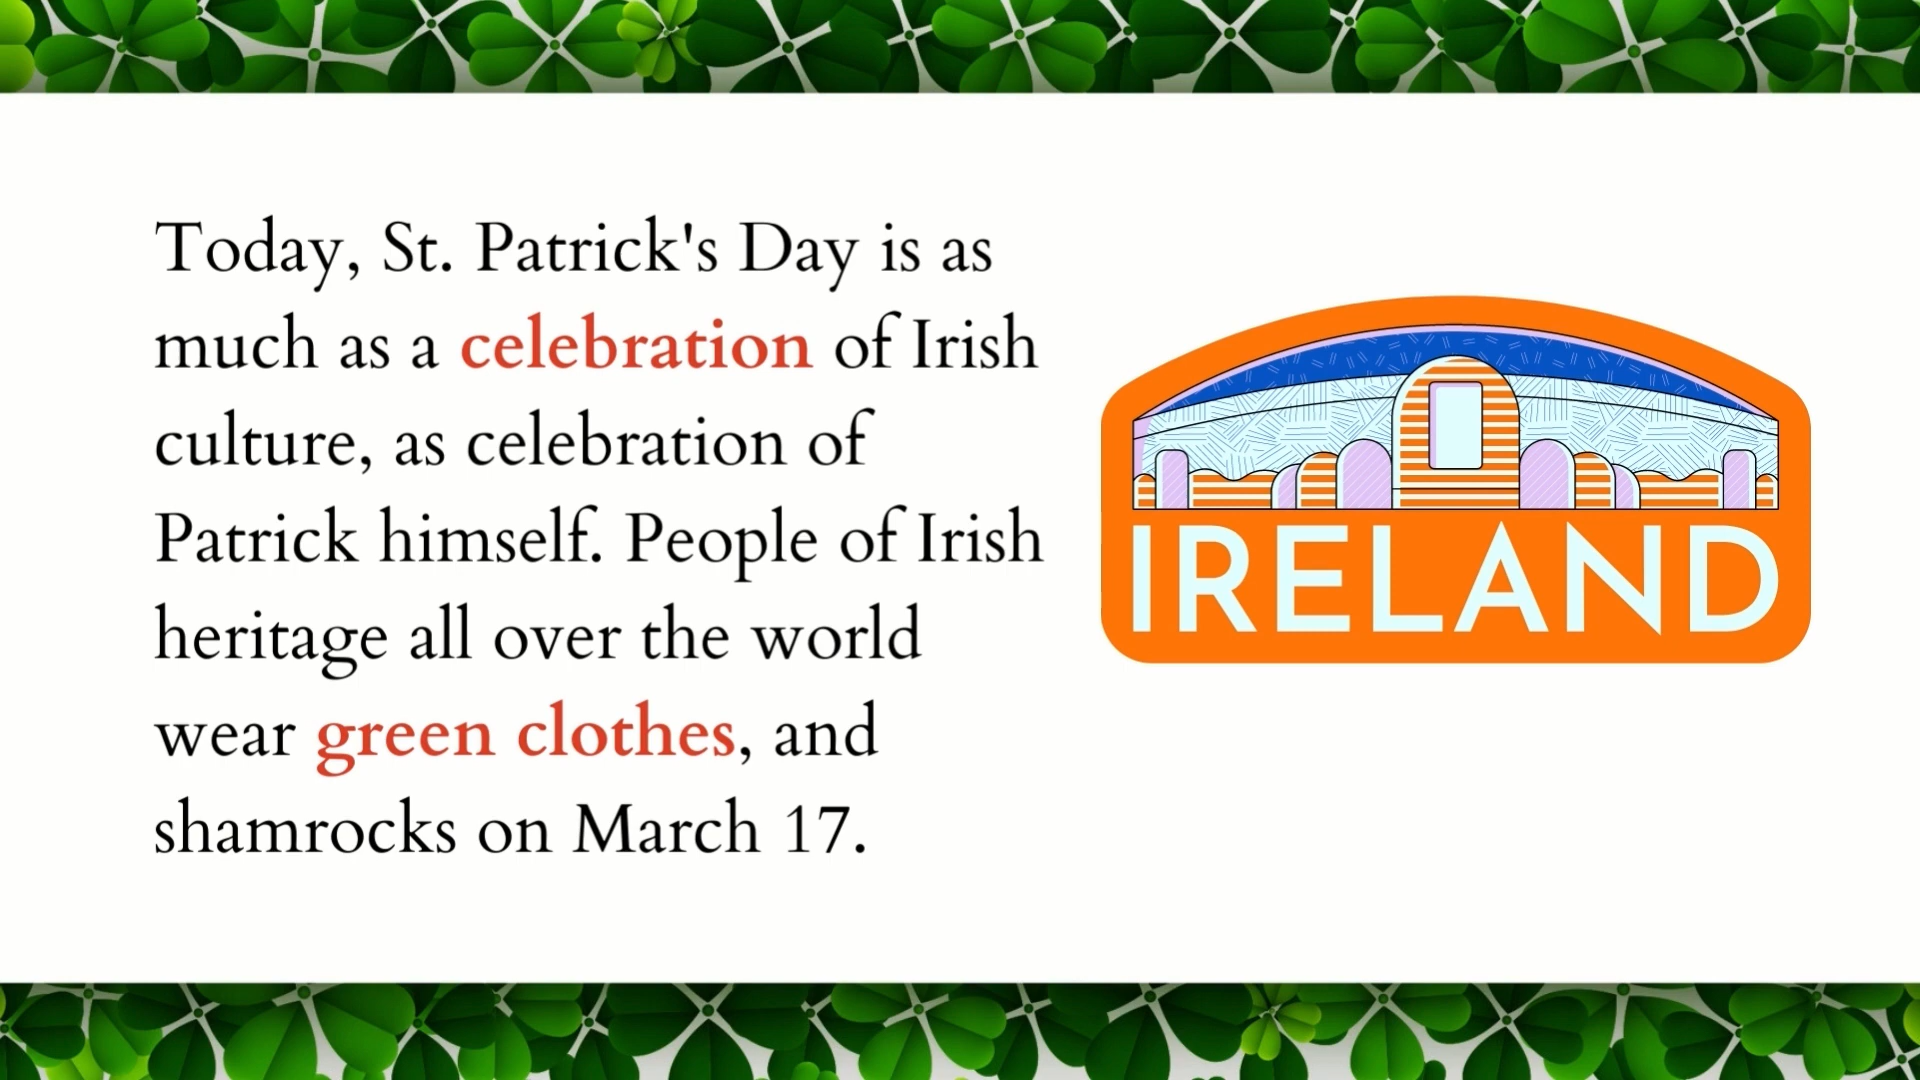 Today, St. Patrick's Day is as
much as a celebration of Irish
culture, as celebration of
Patrick himself. People of Irish
heritage all over the world
wear green clothes, and
shamrocks on March 17.
IRELAND